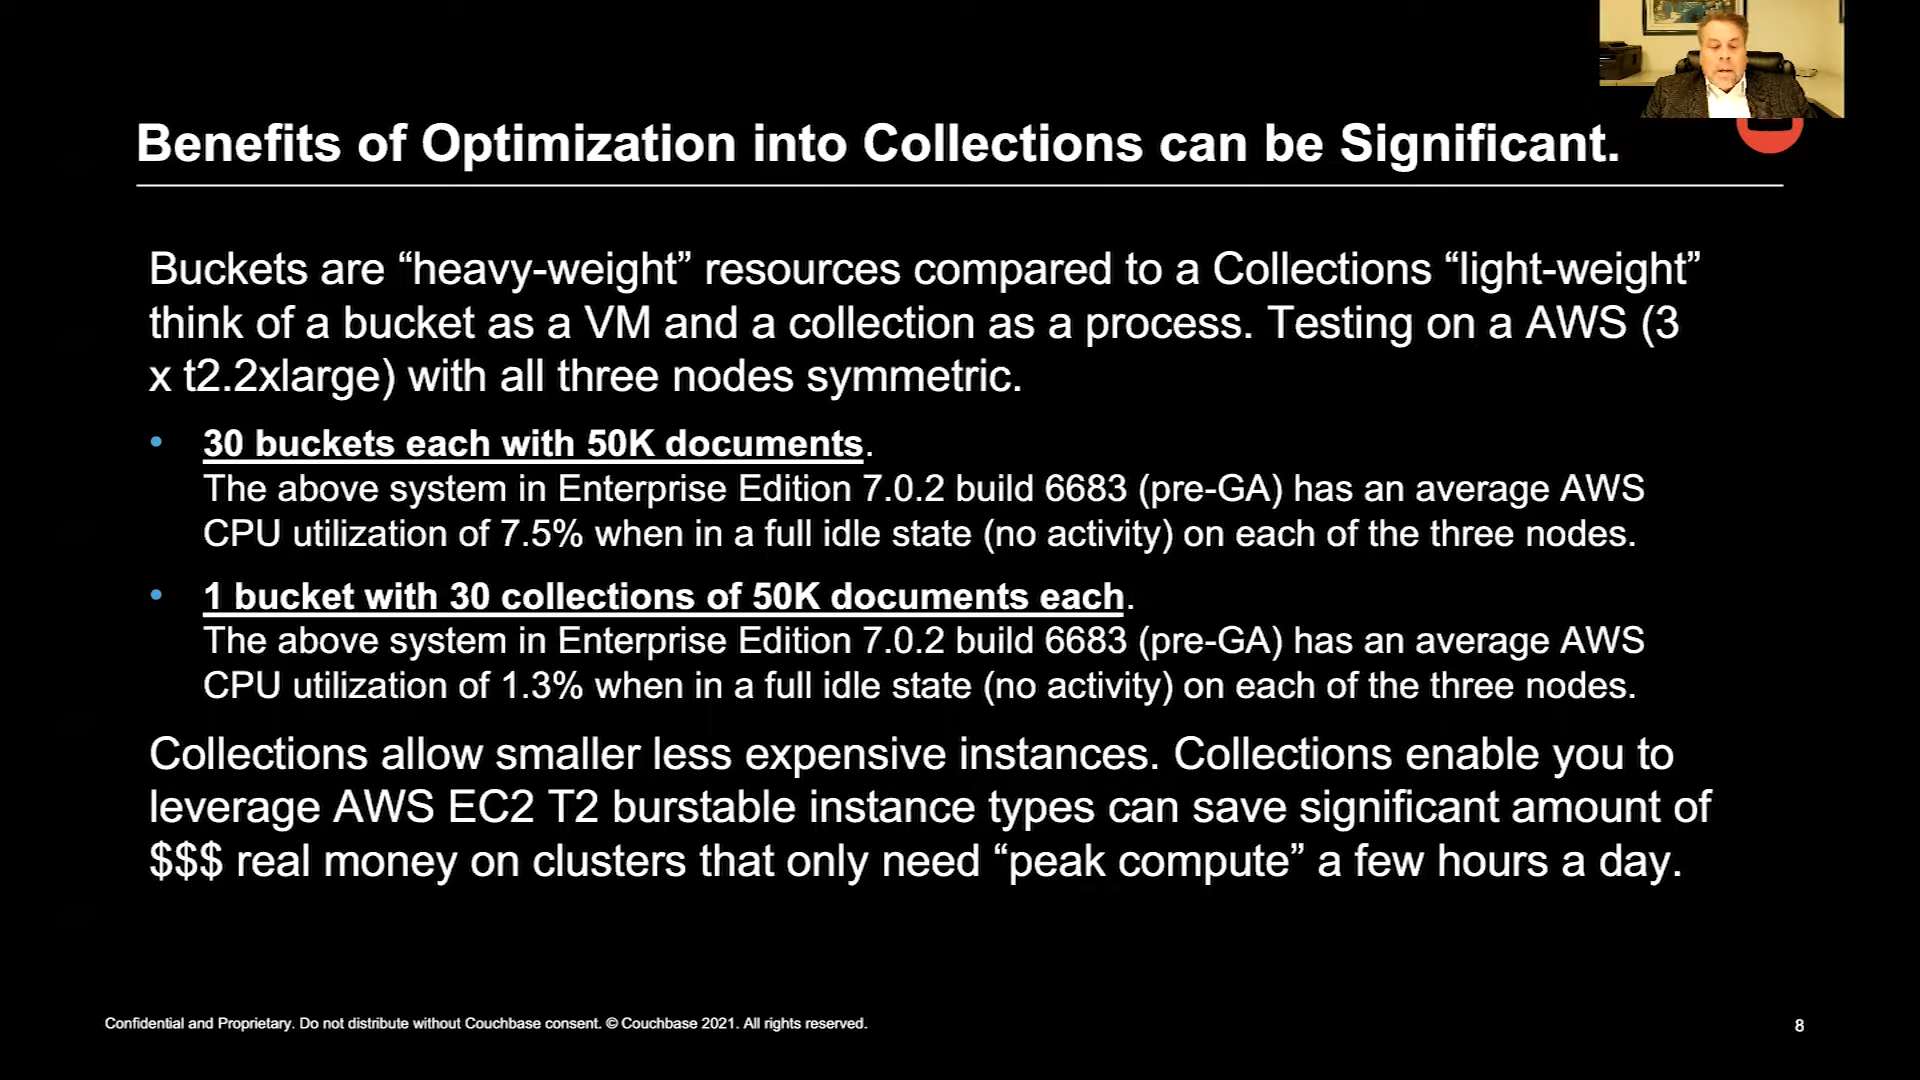 Benefits of Optimization into Collections can be Significant.
Buckets are “heavy-weight” resources compared to a Collections “light-weight”
think of a bucket as a VM and a collection as a process. Testing on a AWS (3
x t2.2xlarge) with all three nodes symmetric.
• 30 buckets each with 50K documents.
The above system in Enterprise Edition 7.0.2 build 6683 (pre-GA) has an average AWS
CPU utilization of 7.5% when in a full idle state (no activity) on each of the three nodes.
• 1 bucket with 30 collections of 50K documents each.
The above system in Enterprise Edition 7.0.2 build 6683 (pre-GA) has an average AWS
CPU utilization of 1.3% when in a full idle state (no activity) on each of the three nodes.
Collections allow smaller less expensive instances. Collections enable you to
leverage AWS EC2 T2 burstable instance types can save significant amount of
$$$ real money on clusters that only need “peak compute” a few hours a day.
Confidential and Proprietary. Do not distribute without Couchbase consent. © Couchbase 2021. All rights reserved.
8